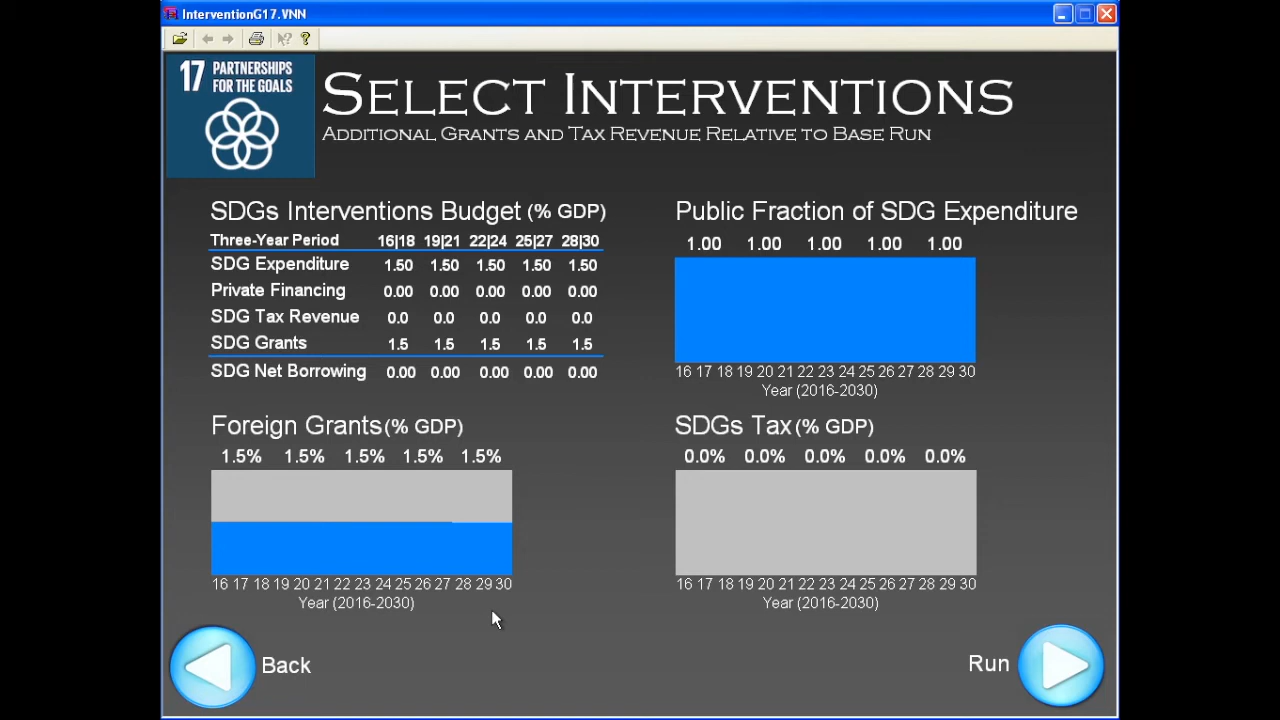 InterventionG17.VNN
17 PARTNERSHIPS
FOR THE GOALS
SELECT INTERVENTIONS
ADDITIONAL GRANTS AND TAX REVENUE RELATIVE TO BASE RUN
SDGs Interventions Budget (% GDP)
Three-Year Period 16|18 19|21 22|24 25|27 28|30
SDG Expenditure 1.50 1.50 1.50 1.50 1.50
Private Financing 0.00 0.00 0.00 0.00 0.00
SDG Tax Revenue 0.0 0.0 0.0 0.0 0.0
SDG Grants 1.5 1.5 1.5 1.5 1.5
SDG Net Borrowing 0.00 0.00 0.00 0.00 0.00
Public Fraction of SDG Expenditure
1.00 1.00 1.00 1.00 1.00
16 17 18 19 20 21 22 23 24 25 26 27 28 29 30
Year (2016-2030)
Foreign Grants (% GDP)
1.5% 1.5% 1.5% 1.5% 1.5%
16 17 18 19 20 21 22 23 24 25 26 27 28 29 30
Year (2016-2030)
SDGs Tax (% GDP)
0.0% 0.0% 0.0% 0.0% 0.0%
16 17 18 19 20 21 22 23 24 25 26 27 28 29 30
Year (2016-2030)
Back
Run